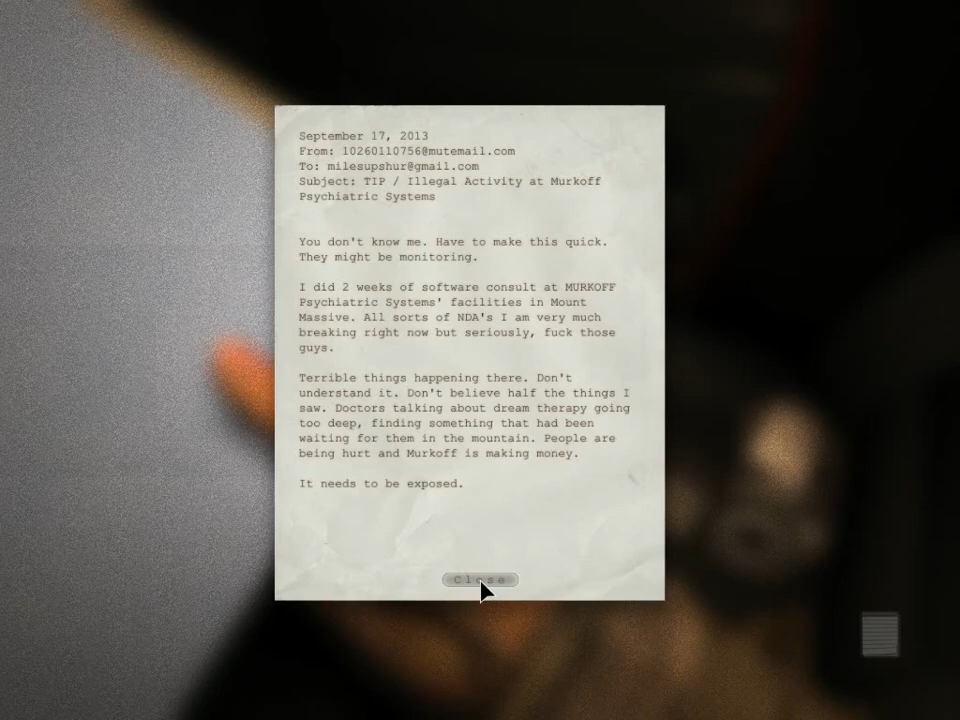 September 17, 2013
From: 10260110756@mutemail.com
To: milesupshur@gmail.com
Subject: TIP / Illegal Activity at Murkoff
Psychiatric Systems
You don't know me. Have to make this quick.
They might be monitoring.
I did 2 weeks of software consult at MURKOFF
Psychiatric Systems' facilities in Mount
Massive. All sorts of NDA's I am very much
breaking right now but seriously, fuck those
guys.
Terrible things happening there. Don't
understand it. Don't believe half the things I
saw. Doctors talking about dream therapy going
too deep, finding something that had been
waiting for them in the mountain. People are
being hurt and Murkoff is making money.
It needs to be exposed.
Close